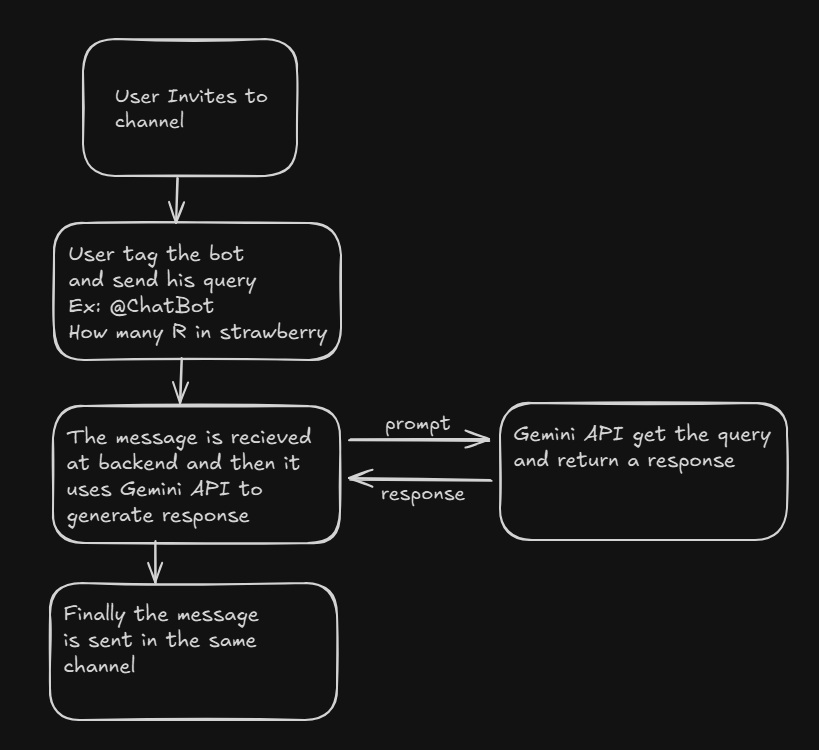 User Invites to
channel
User tag the bot
and send his query
Ex: @ChatBot
How many R in strawberry
The message is recieved
at backend and then it
uses Gemini API to
generate response
prompt
response
Gemini API get the query
and return a response
Finally the message
is sent in the same
channel